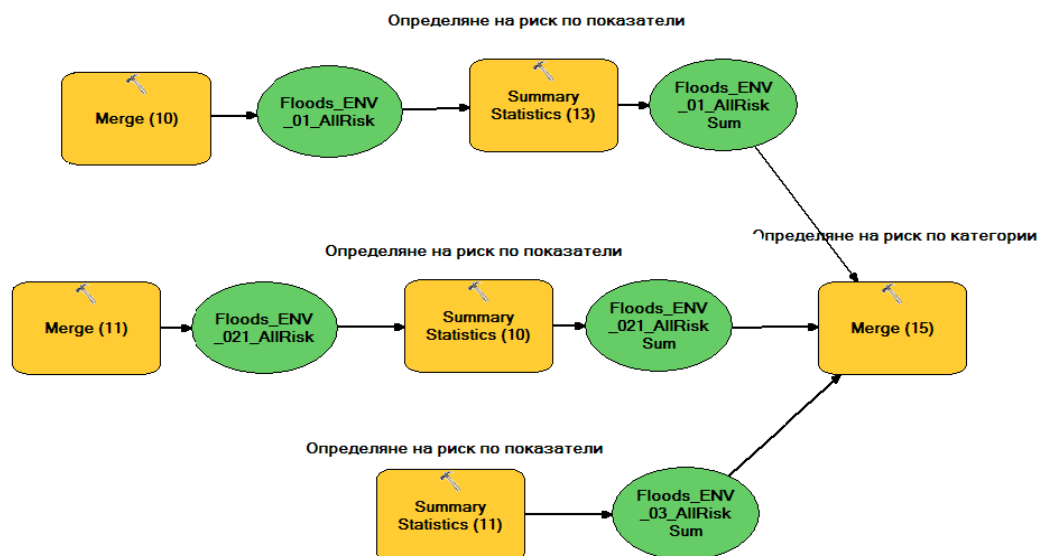 Определяне на риск по показатели
Merge (10)
Floods_ENV
_01_AllRisk
Summary
Statistics (13)
Floods_ENV
_01_AllRisk
Sum
Определяне на риск по категории
Определяне на риск по показатели
Merge (11)
Floods_ENV
_021_AllRisk
Summary
Statistics (10)
Floods_ENV
_021_AllRisk
Sum
Merge (15)
Определяне на риск по показатели
Summary
Statistics (11)
Floods_ENV
_03_AllRisk
Sum